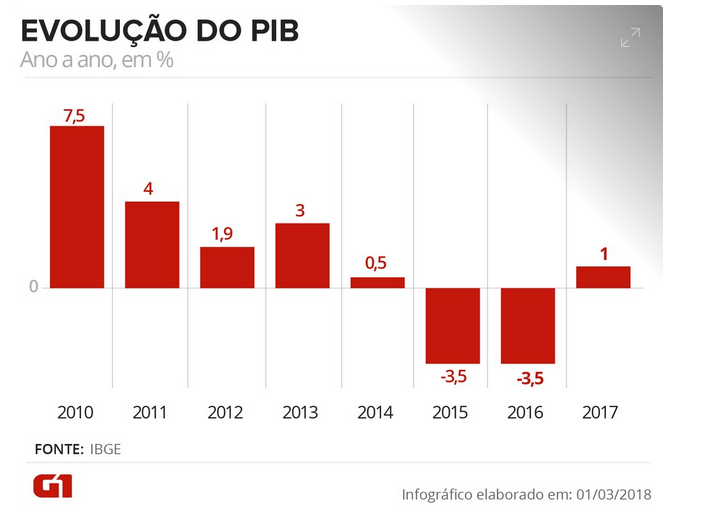 EVOLUÇÃO DO PIB
Ano a ano, em %
7,5
4
1,9
3
0,5
-3,5
-3,5
1
0
2010 2011 2012 2013 2014 2015 2016 2017
FONTE: IBGE
G1
Infográfico elaborado em: 01/03/2018